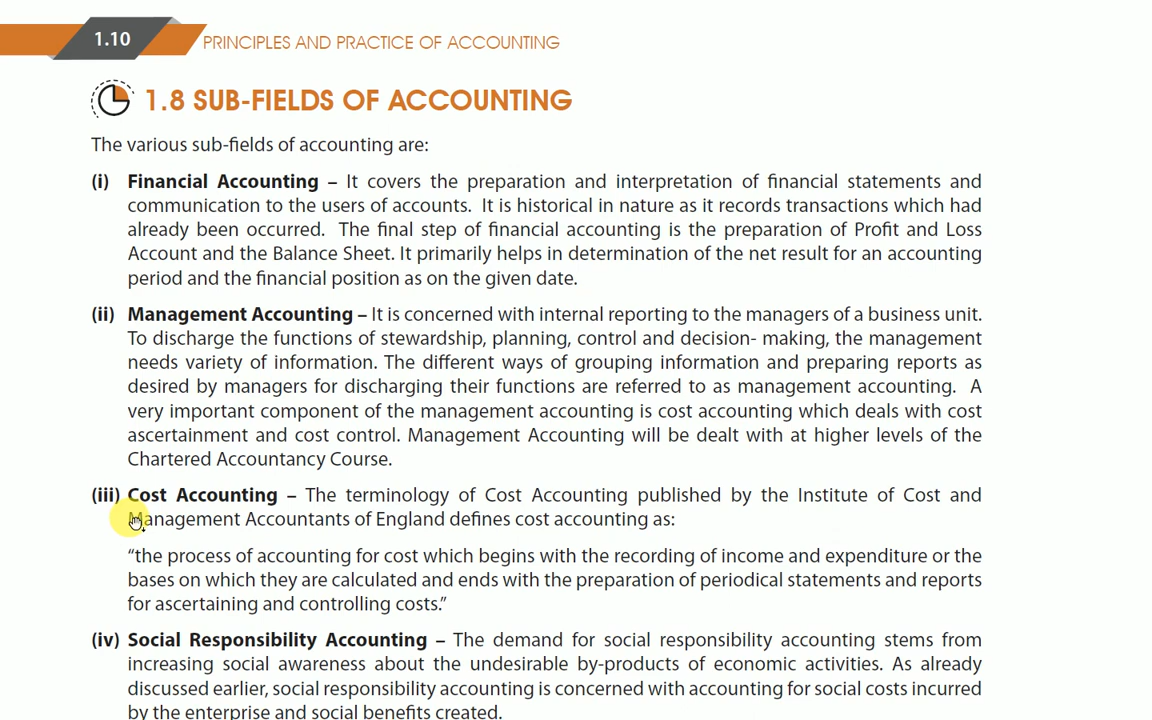 1.10
PRINCIPLES AND PRACTICE OF ACCOUNTING
1.8 SUB-FIELDS OF ACCOUNTING
The various sub-fields of accounting are:
(i) Financial Accounting – It covers the preparation and interpretation of financial statements and
communication to the users of accounts. It is historical in nature as it records transactions which had
already been occurred. The final step of financial accounting is the preparation of Profit and Loss
Account and the Balance Sheet. It primarily helps in determination of the net result for an accounting
period and the financial position as on the given date.
(ii) Management Accounting – It is concerned with internal reporting to the managers of a business unit.
To discharge the functions of stewardship, planning, control and decision- making, the management
needs variety of information. The different ways of grouping information and preparing reports as
desired by managers for discharging their functions are referred to as management accounting. A
very important component of the management accounting is cost accounting which deals with cost
ascertainment and cost control. Management Accounting will be dealt with at higher levels of the
Chartered Accountancy Course.
(iii) Cost Accounting – The terminology of Cost Accounting published by the Institute of Cost and
Management Accountants of England defines cost accounting as:
“the process of accounting for cost which begins with the recording of income and expenditure or the
bases on which they are calculated and ends with the preparation of periodical statements and reports
for ascertaining and controlling costs.”
(iv) Social Responsibility Accounting – The demand for social responsibility accounting stems from
increasing social awareness about the undesirable by-products of economic activities. As already
discussed earlier, social responsibility accounting is concerned with accounting for social costs incurred
by the enterprise and social benefits created.